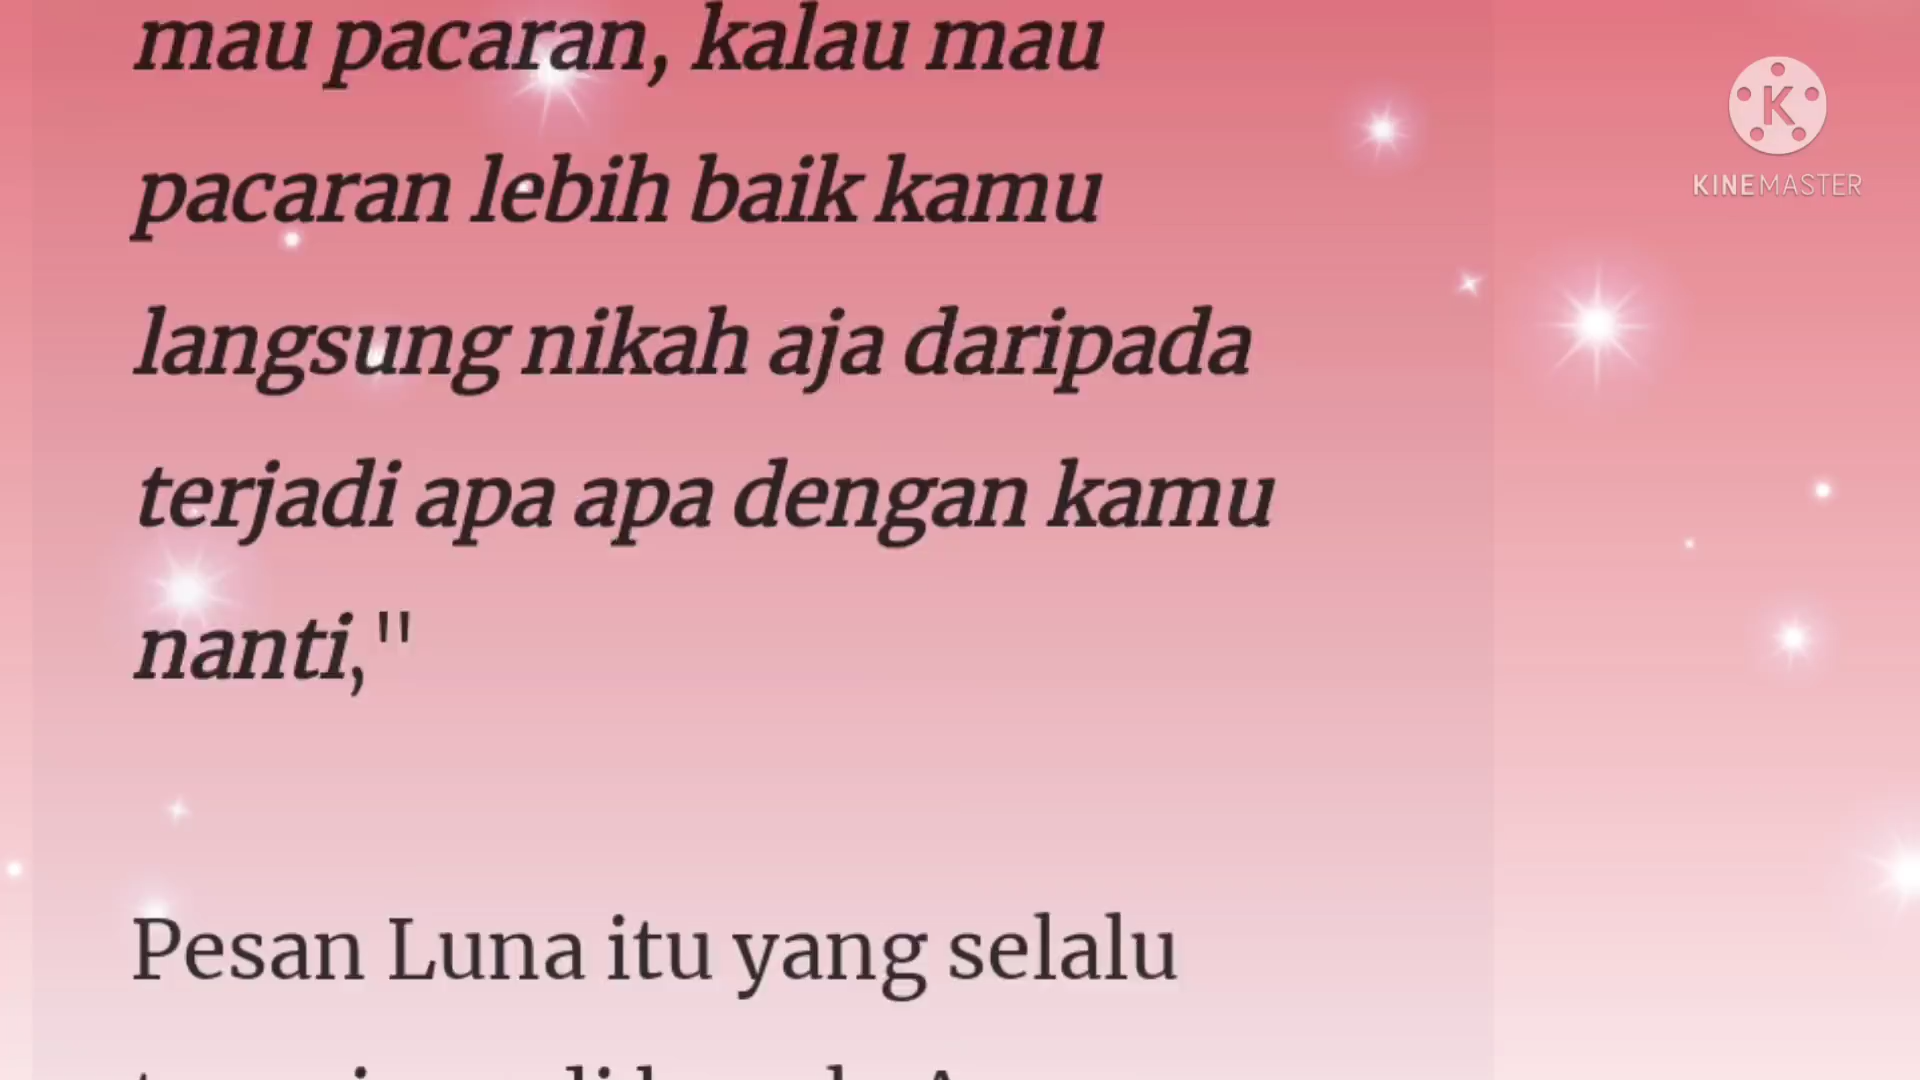 mau pacaran, kalau mau
pacaran lebih baik kamu
langsung nikah aja daripada
terjadi apa apa dengan kamu
nanti,"
Pesan Luna itu yang selalu
K
KINEMASTER